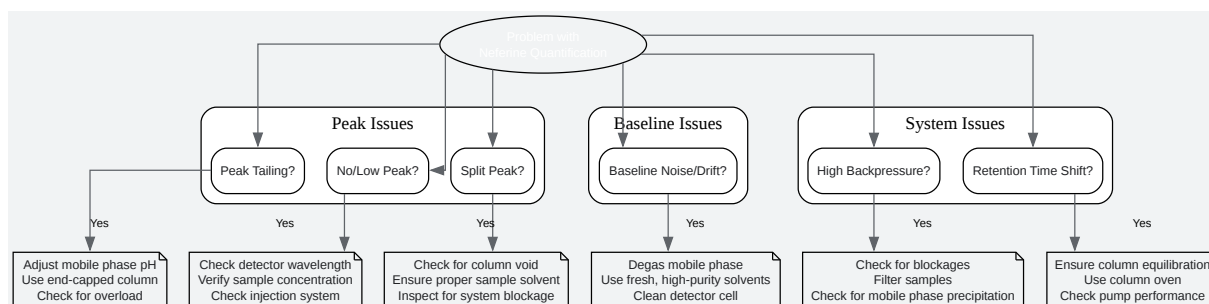 Problem with
Neferine Quantification
Peak Issues
Baseline Issues
System Issues
Peak Tailing?
No/Low Peak?
Split Peak?
Baseline Noise/Drift?
High Backpressure?
Retention Time Shift?
Yes
Yes
Yes
Yes
Yes
Yes
Adjust mobile phase pH
Use end-capped column
Check for overload
Check detector wavelength
Verify sample concentration
Check injection system
Check for column void
Ensure proper sample solvent
Inspect for system blockage
Degas mobile phase
Use fresh, high-purity solvents
Clean detector cell
Check for blockages
Filter samples
Check for mobile phase precipitation
Ensure column equilibration
Use column oven
Check pump performance